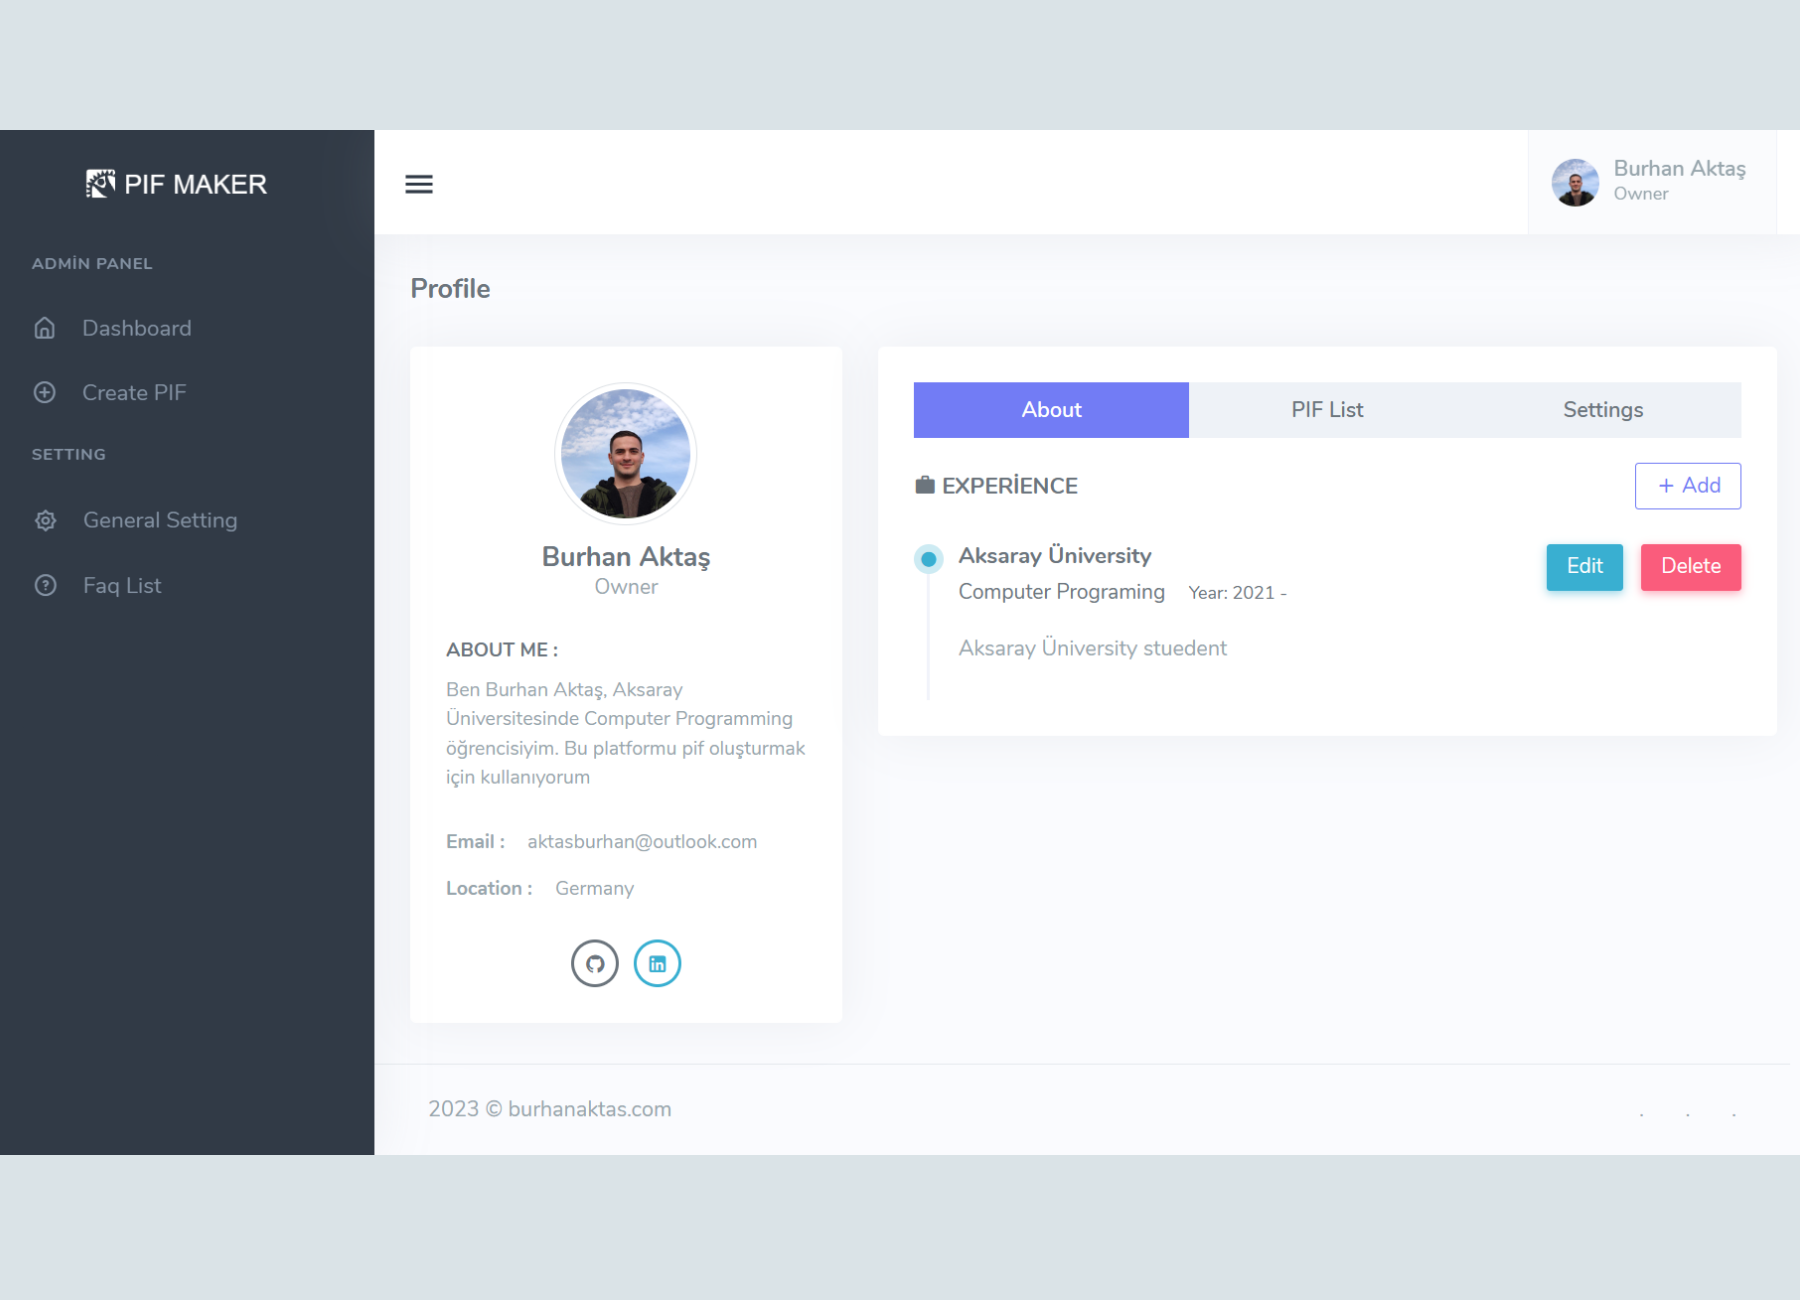 PIF MAKER
Burhan Aktaş
Owner
ADMİN PANEL
Dashboard
Create PIF
SETTING
General Setting
Faq List
Profile
Burhan Aktaş
Owner
ABOUT ME :
Ben Burhan Aktaş, Aksaray
Üniversitesinde Computer Programming
öğrencisiyim. Bu platformu pif oluşturmak
için kullanıyorum
Email : aktasburhan@outlook.com
Location : Germany
About PIF List Settings
EXPERİENCE
+ Add
Aksaray Üniversity
Edit Delete
Computer Programing Year: 2021 -
Aksaray Üniversity stuedent
2023 © burhanaktas.com
. . .